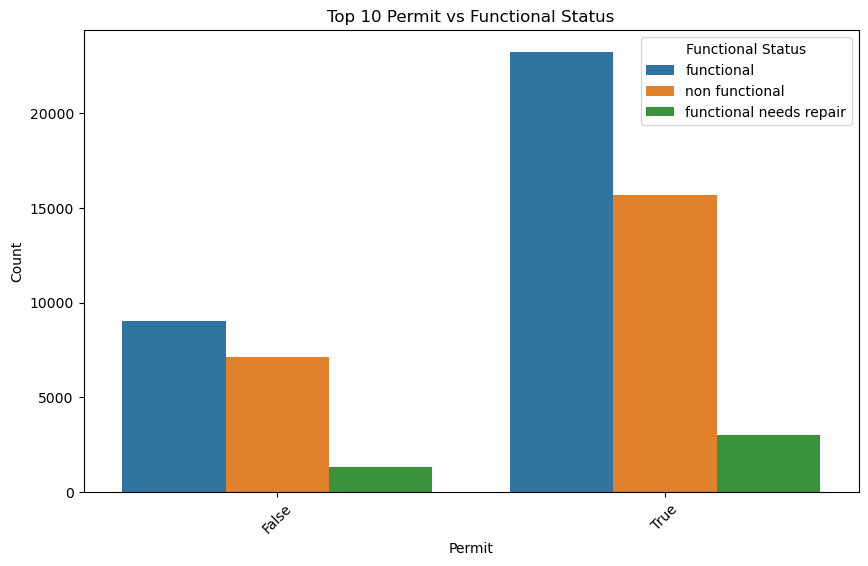 Top 10 Permit vs Functional Status
Functional Status
functional
non functional
functional needs repair
Count
20000
15000
10000
5000
0
False
True
Permit